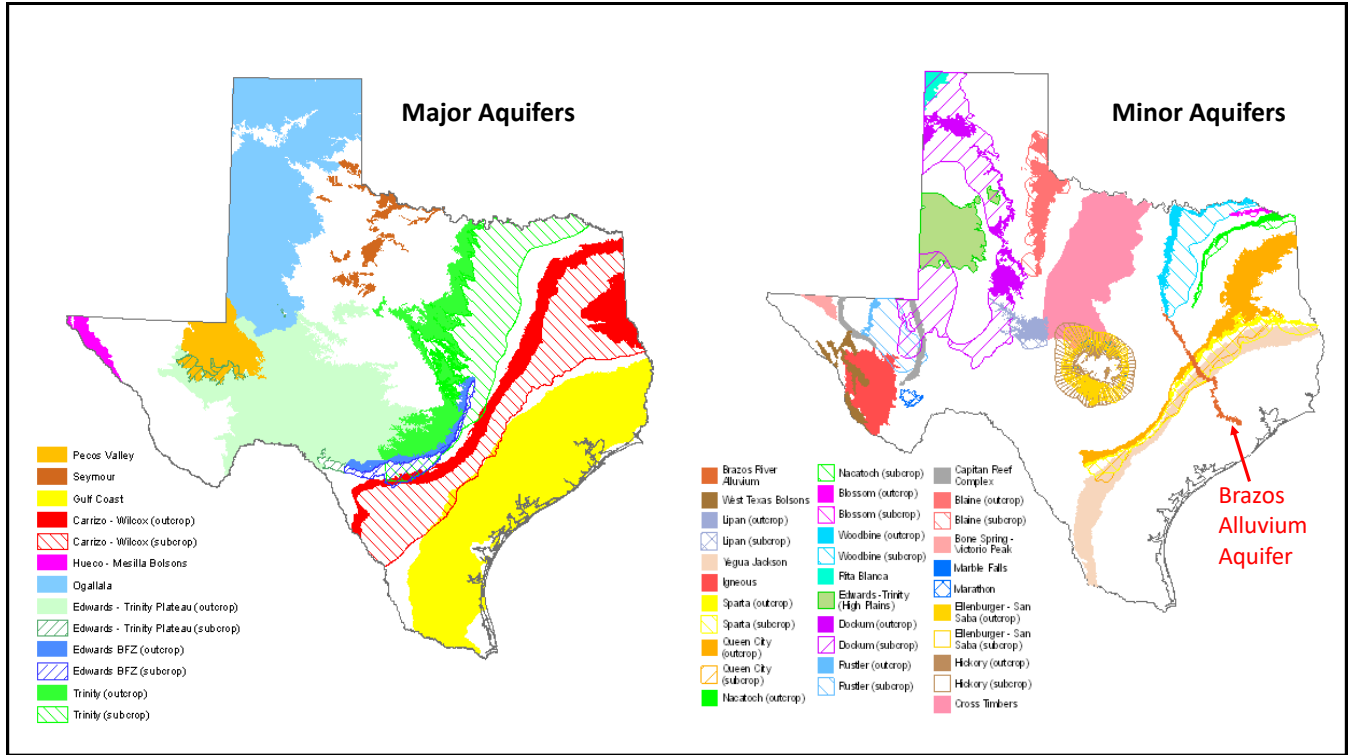 Major Aquifers
Minor Aquifers
Pecos Valley
Seymour
Gulf Coast
Carrizo - Wilcox (outcrop)
Carrizo - Wilcox (subcrop)
Hueco - Mesilla Bolsons
Ogallala
Edwards - Trinity Plateau (outcrop)
Edwards - Trinity Plateau (subcrop)
Edwards BFZ (outcrop)
Edwards BFZ (subcrop)
Trinity (outcrop)
Trinity (subcrop)
Brazos River
Alluvium
West Texas Bolsons
Lipan (outcrop)
Lipan (subcrop)
Yegua Jackson
Igneous
Sparta (outcrop)
Sparta (subcrop)
Queen City
(outcrop)
Queen City
(subcrop)
Nacatoch (outcrop)
Nacatoch (subcrop)
Blossom (outcrop)
Blossom (subcrop)
Woodbine (outcrop)
Woodbine (subcrop)
Rita Blanca
Edwards -Trinity
(High Plains)
Dockum (outcrop)
Dockum (subcrop)
Rustler (outcrop)
Rustler (subcrop)
Capitan Reef
Complex
Blaine (outcrop)
Blaine (subcrop)
Bone Spring -
Victorio Peak
Marble Falls
Marathon
Ellenburger - San
Saba (outcrop)
Ellenburger - San
Saba (subcrop)
Hickory (outcrop)
Hickory (subcrop)
Cross Timbers
Brazos
Alluvium
Aquifer